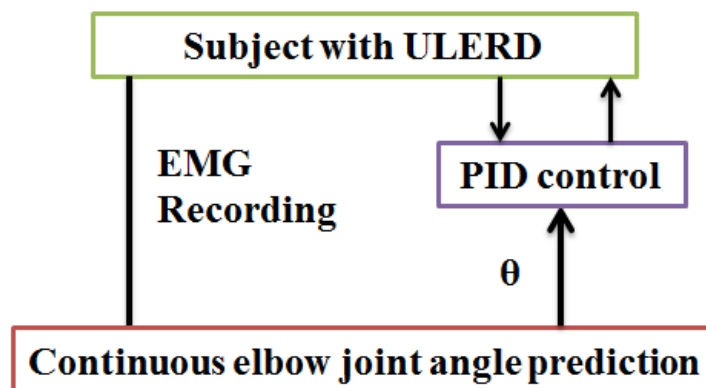 Subject with ULERD
EMG
Recording
PID control
θ
Continuous elbow joint angle prediction